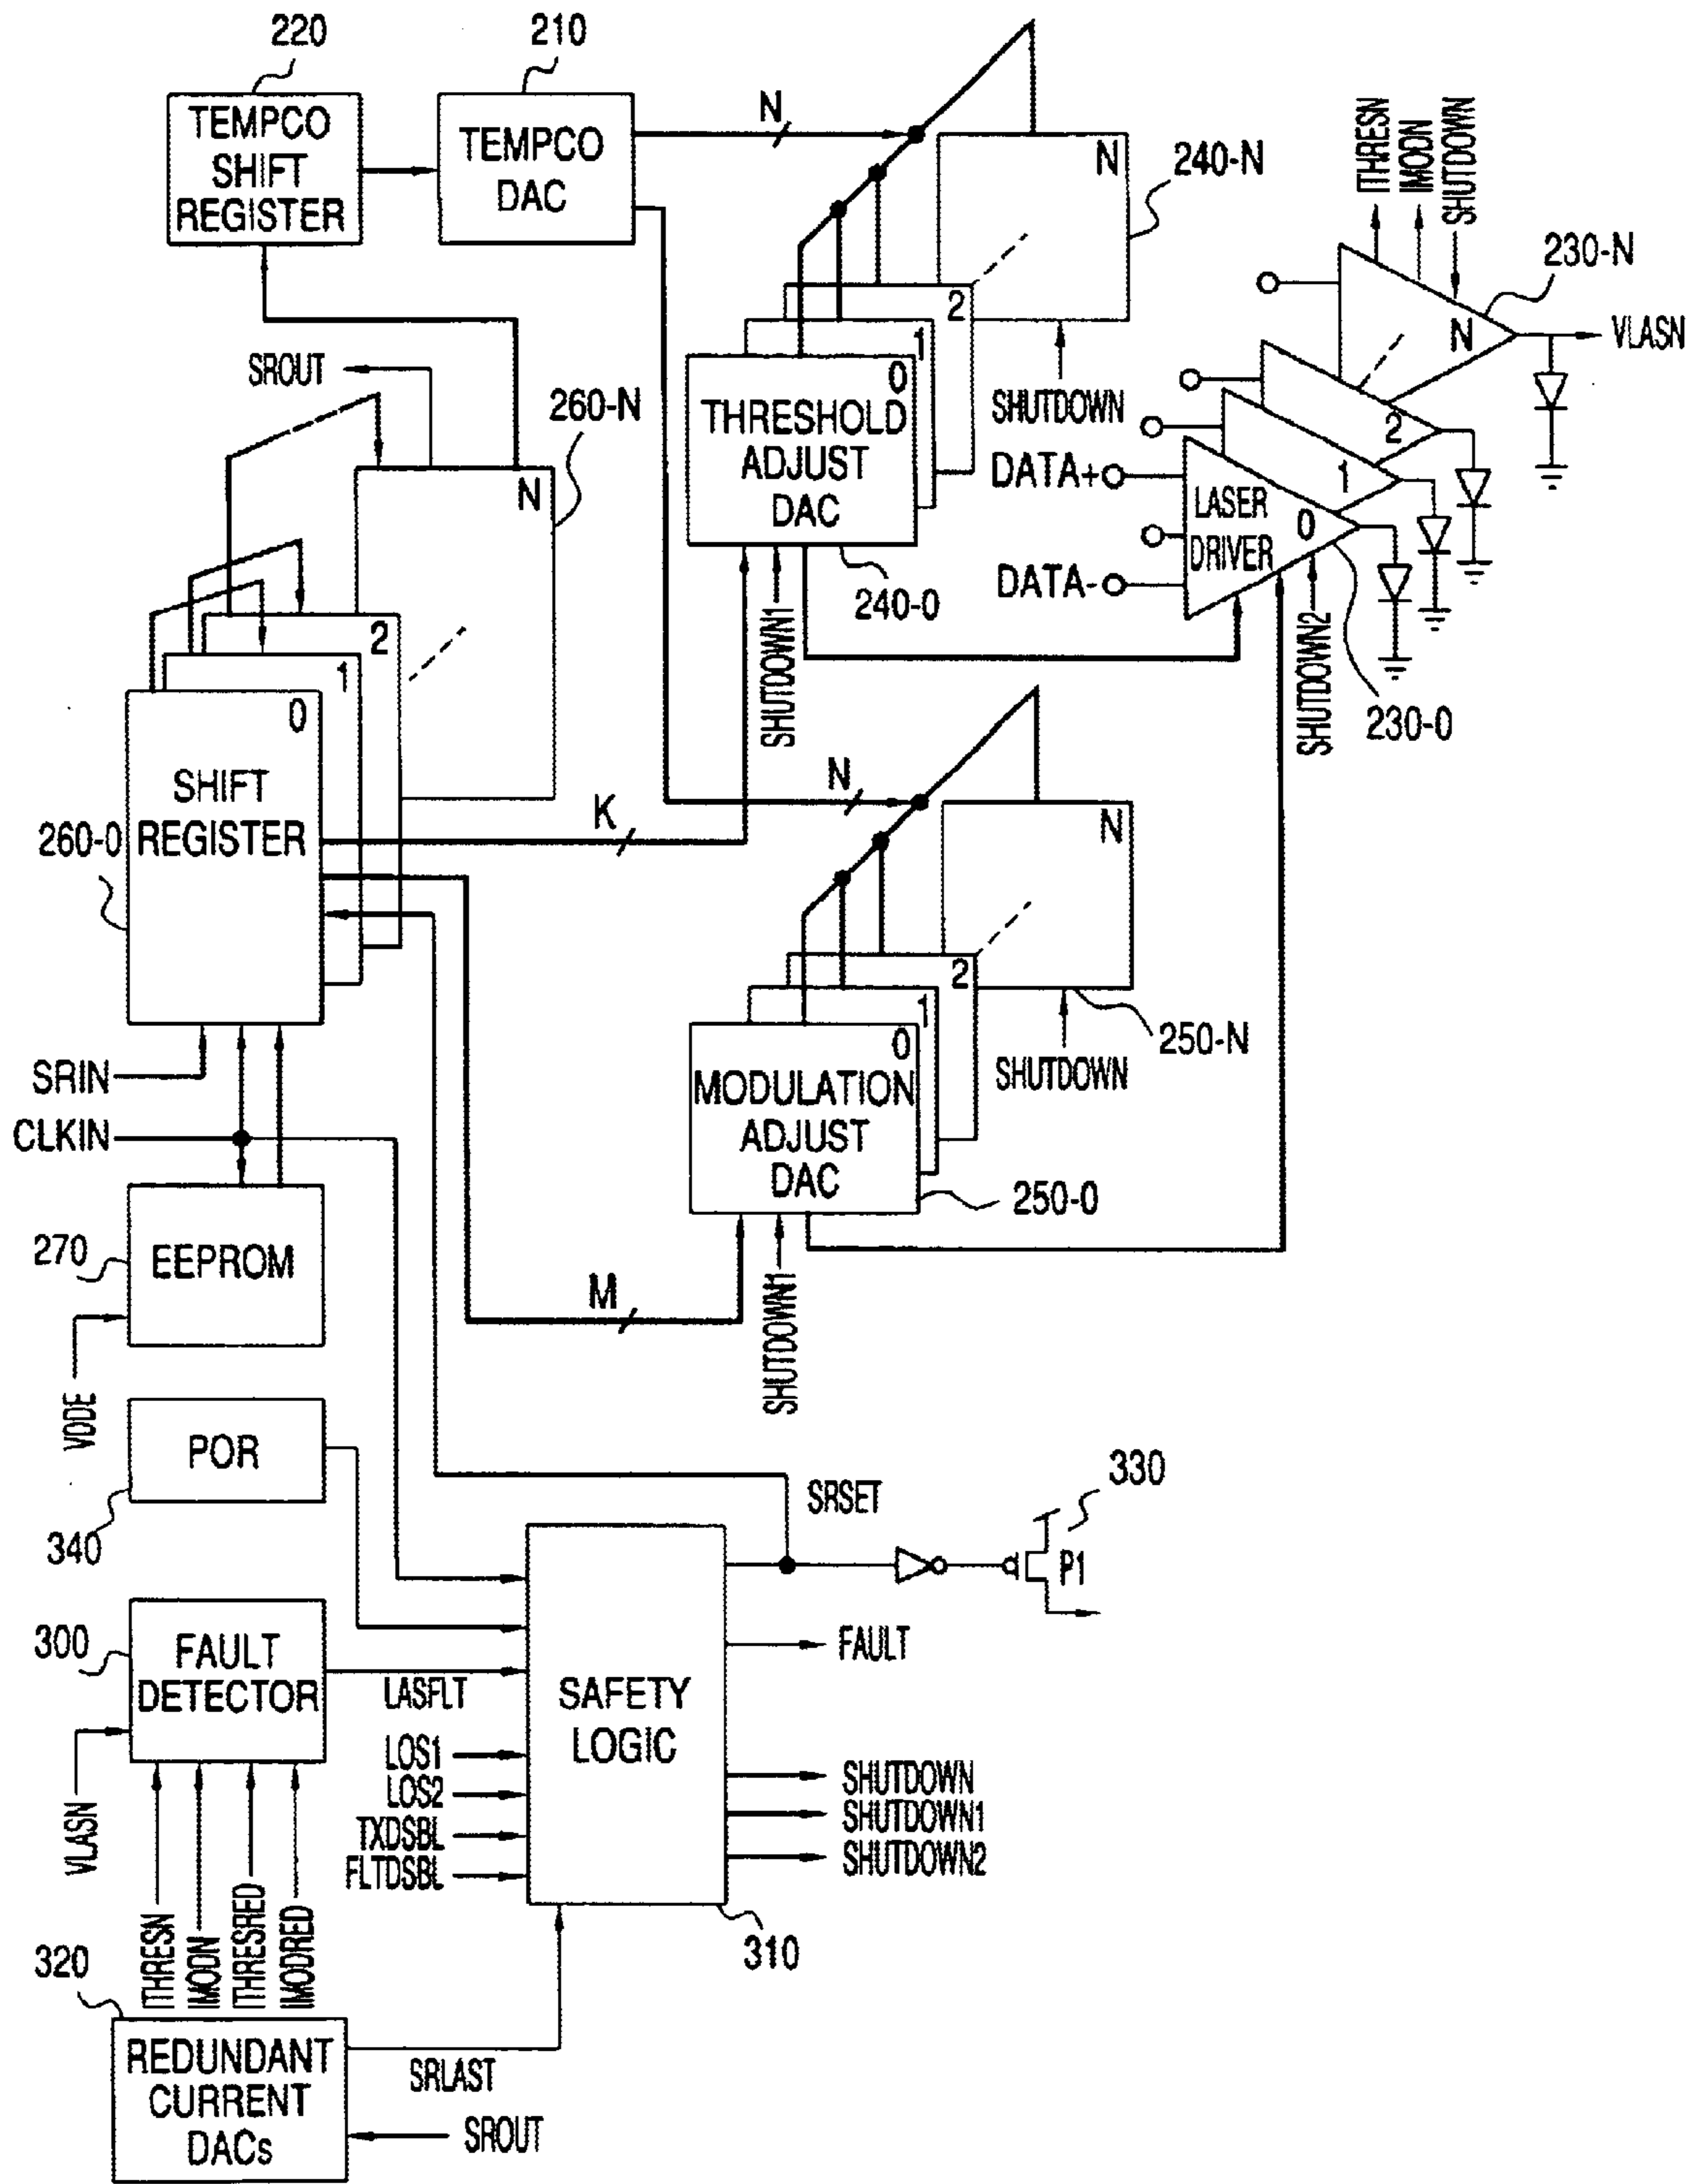 220
210
TEMPCO
SHIFT
REGISTER
TEMPCO
DAC
N
N
240-N
ITHRESN
IMODN
SHUTDOWN
230-N
N
VLASN
SROUT
260-N
N
2
1
0
THRESHOLD
ADJUST
DAC
SHUTDOWN
2
1
0
DATA+
LASER
DRIVER
DATA-
240-0
SHUTDOWN1
SHUTDOWN2
230-0
2
1
0
SHIFT
REGISTER
260-0
K
N
N
2
1
0
MODULATION
ADJUST
DAC
250-N
SHUTDOWN
250-0
SRIN
CLKIN
270
EEPROM
M
SHUTDOWN1
VDDE
POR
340
SRSET
330
P1
300
FAULT
DETECTOR
LASFLT
SAFETY
LOGIC
FAULT
LOS1
LOS2
TXDSBL
FLTDSBL
SHUTDOWN
SHUTDOWN1
SHUTDOWN2
VLASN
ITHRESN
IMODN
ITHRESRED
IMODRED
310
320
REDUNDANT
CURRENT
DACs
SRLAST
SROUT